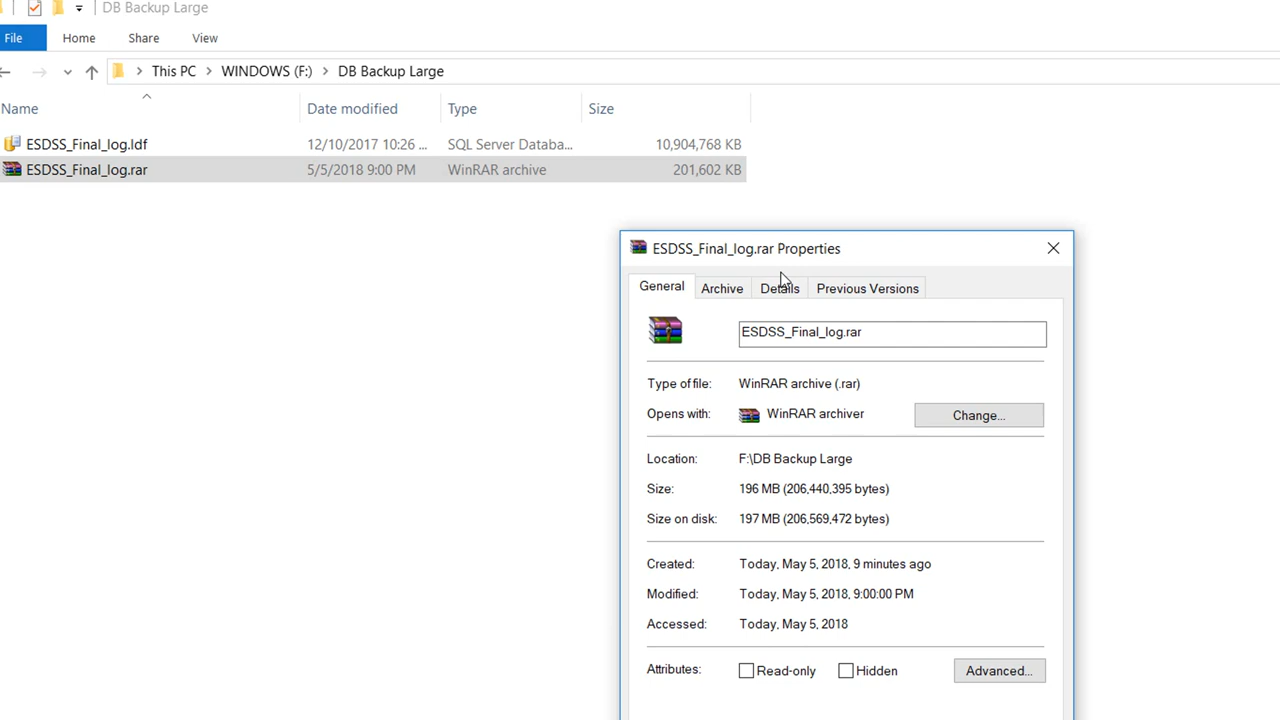 DB Backup Large
File Home Share View
This PC > WINDOWS (F:) > DB Backup Large
Name Date modified Type Size
ESDSS_Final_log.ldf 12/10/2017 10:26 ... SQL Server Databa... 10,904,768 KB
ESDSS_Final_log.rar 5/5/2018 9:00 PM WinRAR archive 201,602 KB
ESDSS_Final_log.rar Properties
General Archive Details Previous Versions
ESDSS_Final_log.rar
Type of file: WinRAR archive (.rar)
Opens with: WinRAR archiver Change...
Location: F:\DB Backup Large
Size: 196 MB (206,440,395 bytes)
Size on disk: 197 MB (206,569,472 bytes)
Created: Today, May 5, 2018, 9 minutes ago
Modified: Today, May 5, 2018, 9:00:00 PM
Accessed: Today, May 5, 2018
Attributes: Read-only Hidden Advanced...